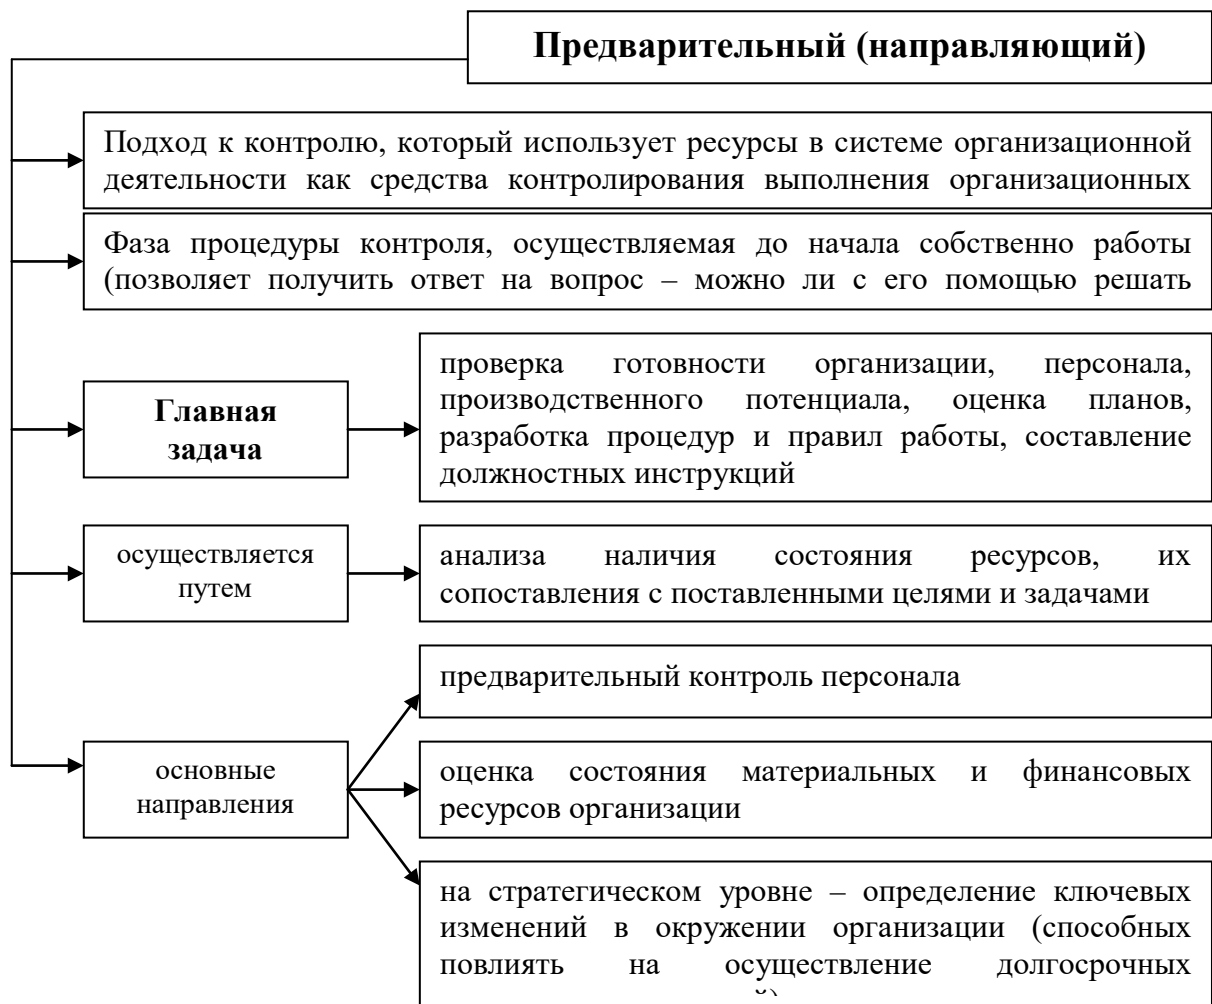 Предварительный (направляющий)
Подход к контролю, который использует ресурсы в системе организационной
деятельности как средства контролирования выполнения организационных
Фаза процедуры контроля, осуществляемая до начала собственно работы
(позволяет получить ответ на вопрос – можно ли с его помощью решать
Главная
задача
проверка готовности организации, персонала,
производственного потенциала, оценка планов,
разработка процедур и правил работы, составление
должностных инструкций
осуществляется
путем
анализа наличия состояния ресурсов, их
сопоставления с поставленными целями и задачами
основные
направления
предварительный контроль персонала
оценка состояния материальных и финансовых
ресурсов организации
на стратегическом уровне – определение ключевых
изменений в окружении организации (способных
повлиять на осуществление долгосрочных